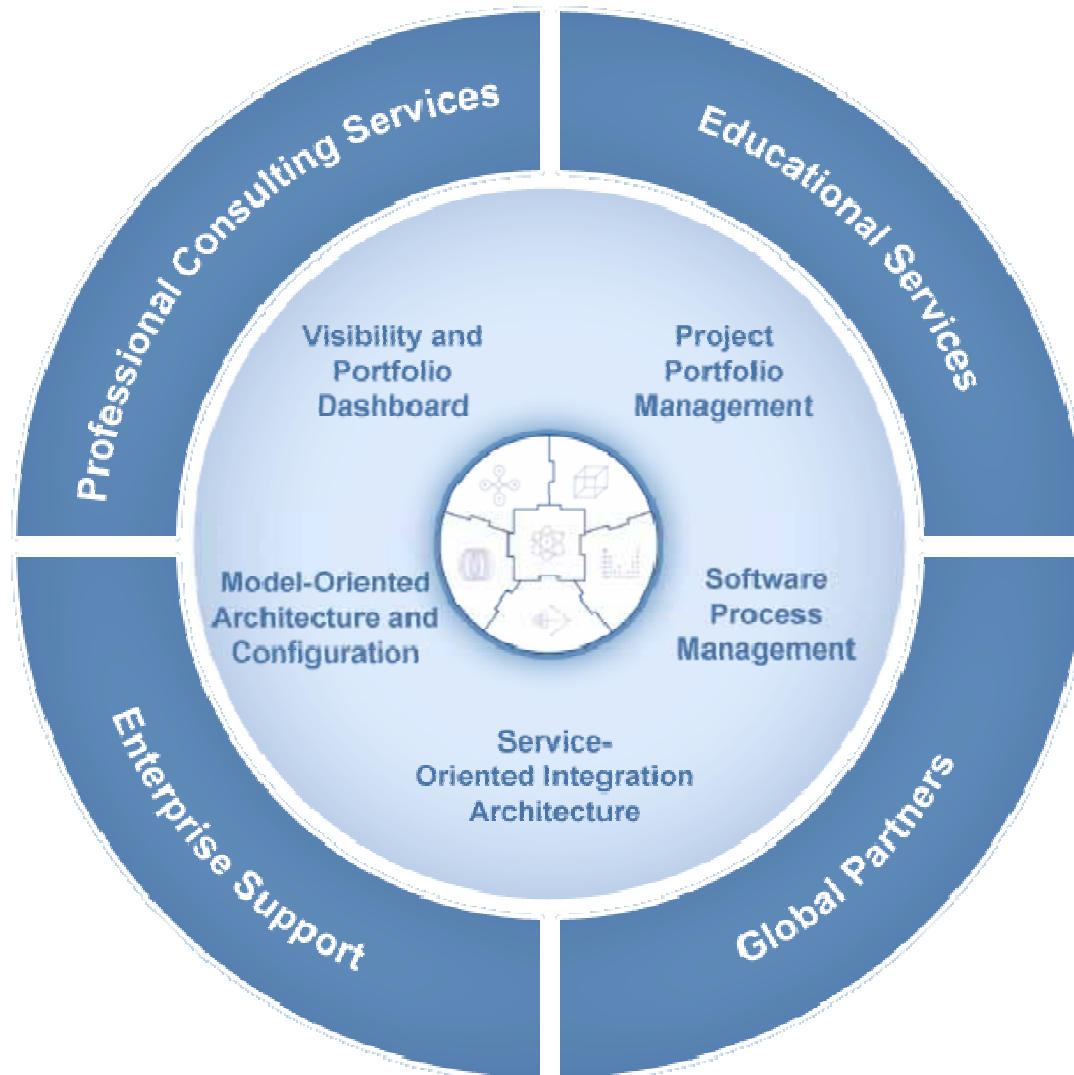 Professional Consulting Services
Educational Services
Visibility and
Portfolio
Dashboard
Project
Portfolio
Management
Model-Oriented
Architecture and
Configuration
Software
Process
Management
Service-
Oriented Integration
Architecture
Enterprise Support
Global Partners